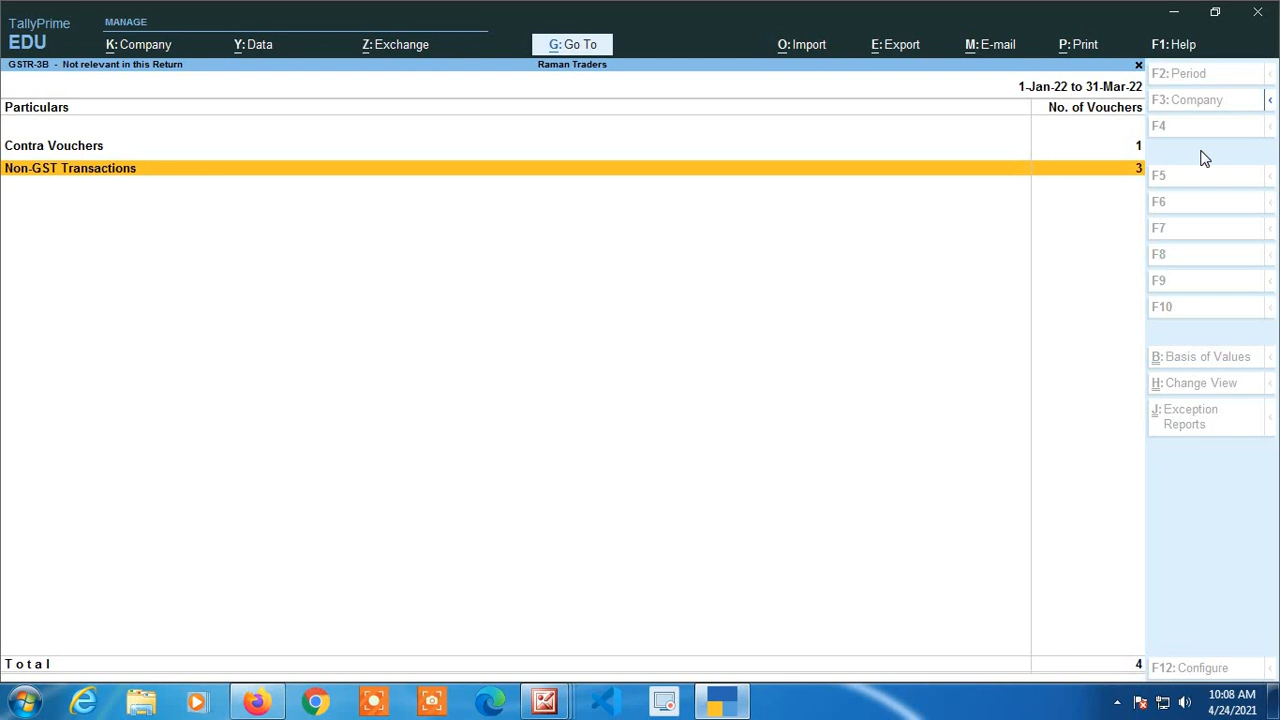 TallyPrime
EDU
MANAGE
K: Company
Y: Data
Z: Exchange
G: Go To
O: Import
E: Export
M: E-mail
P: Print
F1: Help
GSTR-3B - Not relevant in this Return
Raman Traders
1-Jan-22 to 31-Mar-22
Particulars
No. of Vouchers
Contra Vouchers 1
Non-GST Transactions 3
Total 4
F2: Period
F3: Company
F4
F5
F6
F7
F8
F9
F10
B: Basis of Values
H: Change View
J: Exception
Reports
F12: Configure
10:08 AM
4/24/2021